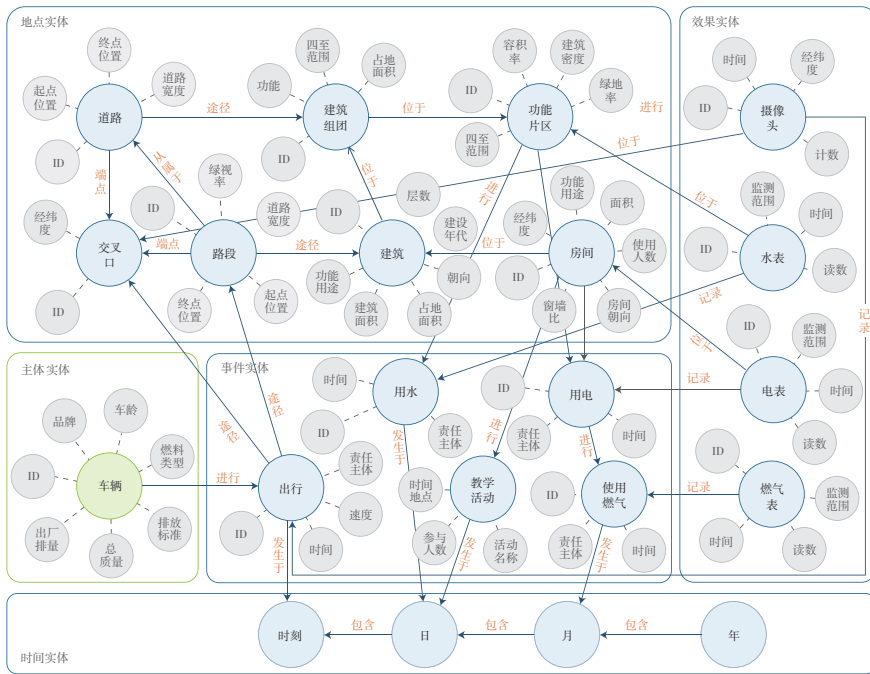 地点实体
终点
位置
起点
位置
道路
宽度
道路
ID
途径
四至
范围
功能
占地
面积
建筑
组团
ID
位于
容积
率
建筑
密度
ID
绿地
率
功能
片区
四至
范围
进行
从属于
端点
位于
进行
绿视
率
ID
道路
宽度
ID
层数
建设
年代
功能
用途
面积
经纬
度
使用
人数
经纬
度
交叉
口
端点
路段
途径
建筑
位于
房间
ID
ID
终点
位置
起点
位置
功能
用途
建筑
面积
占地
面积
朝向
窗墙
比
房间
朝向
效果实体
时间
经纬
度
ID
摄像
头
计数
位于
位于
监测
范围
时间
ID
水表
读数
记录
记录
位于
ID
监测
范围
电表
时间
读数
记录
ID
燃气
表
监测
范围
时间
读数
记录
主体实体
品牌
车龄
ID
燃料
类型
车辆
出厂
排量
总
质量
排放
标准
进行
途径
途径
事件实体
时间
ID
用水
责任
主体
发生于
责任
主体
出行
速度
ID
时间
发生于
ID
用电
责任
主体
时间
进行
进行
时间
地点
教学
活动
参与
人数
活动
名称
发生于
ID
使用
燃气
责任
主体
时间
发生于
时刻
包含
日
包含
月
包含
年
时间实体